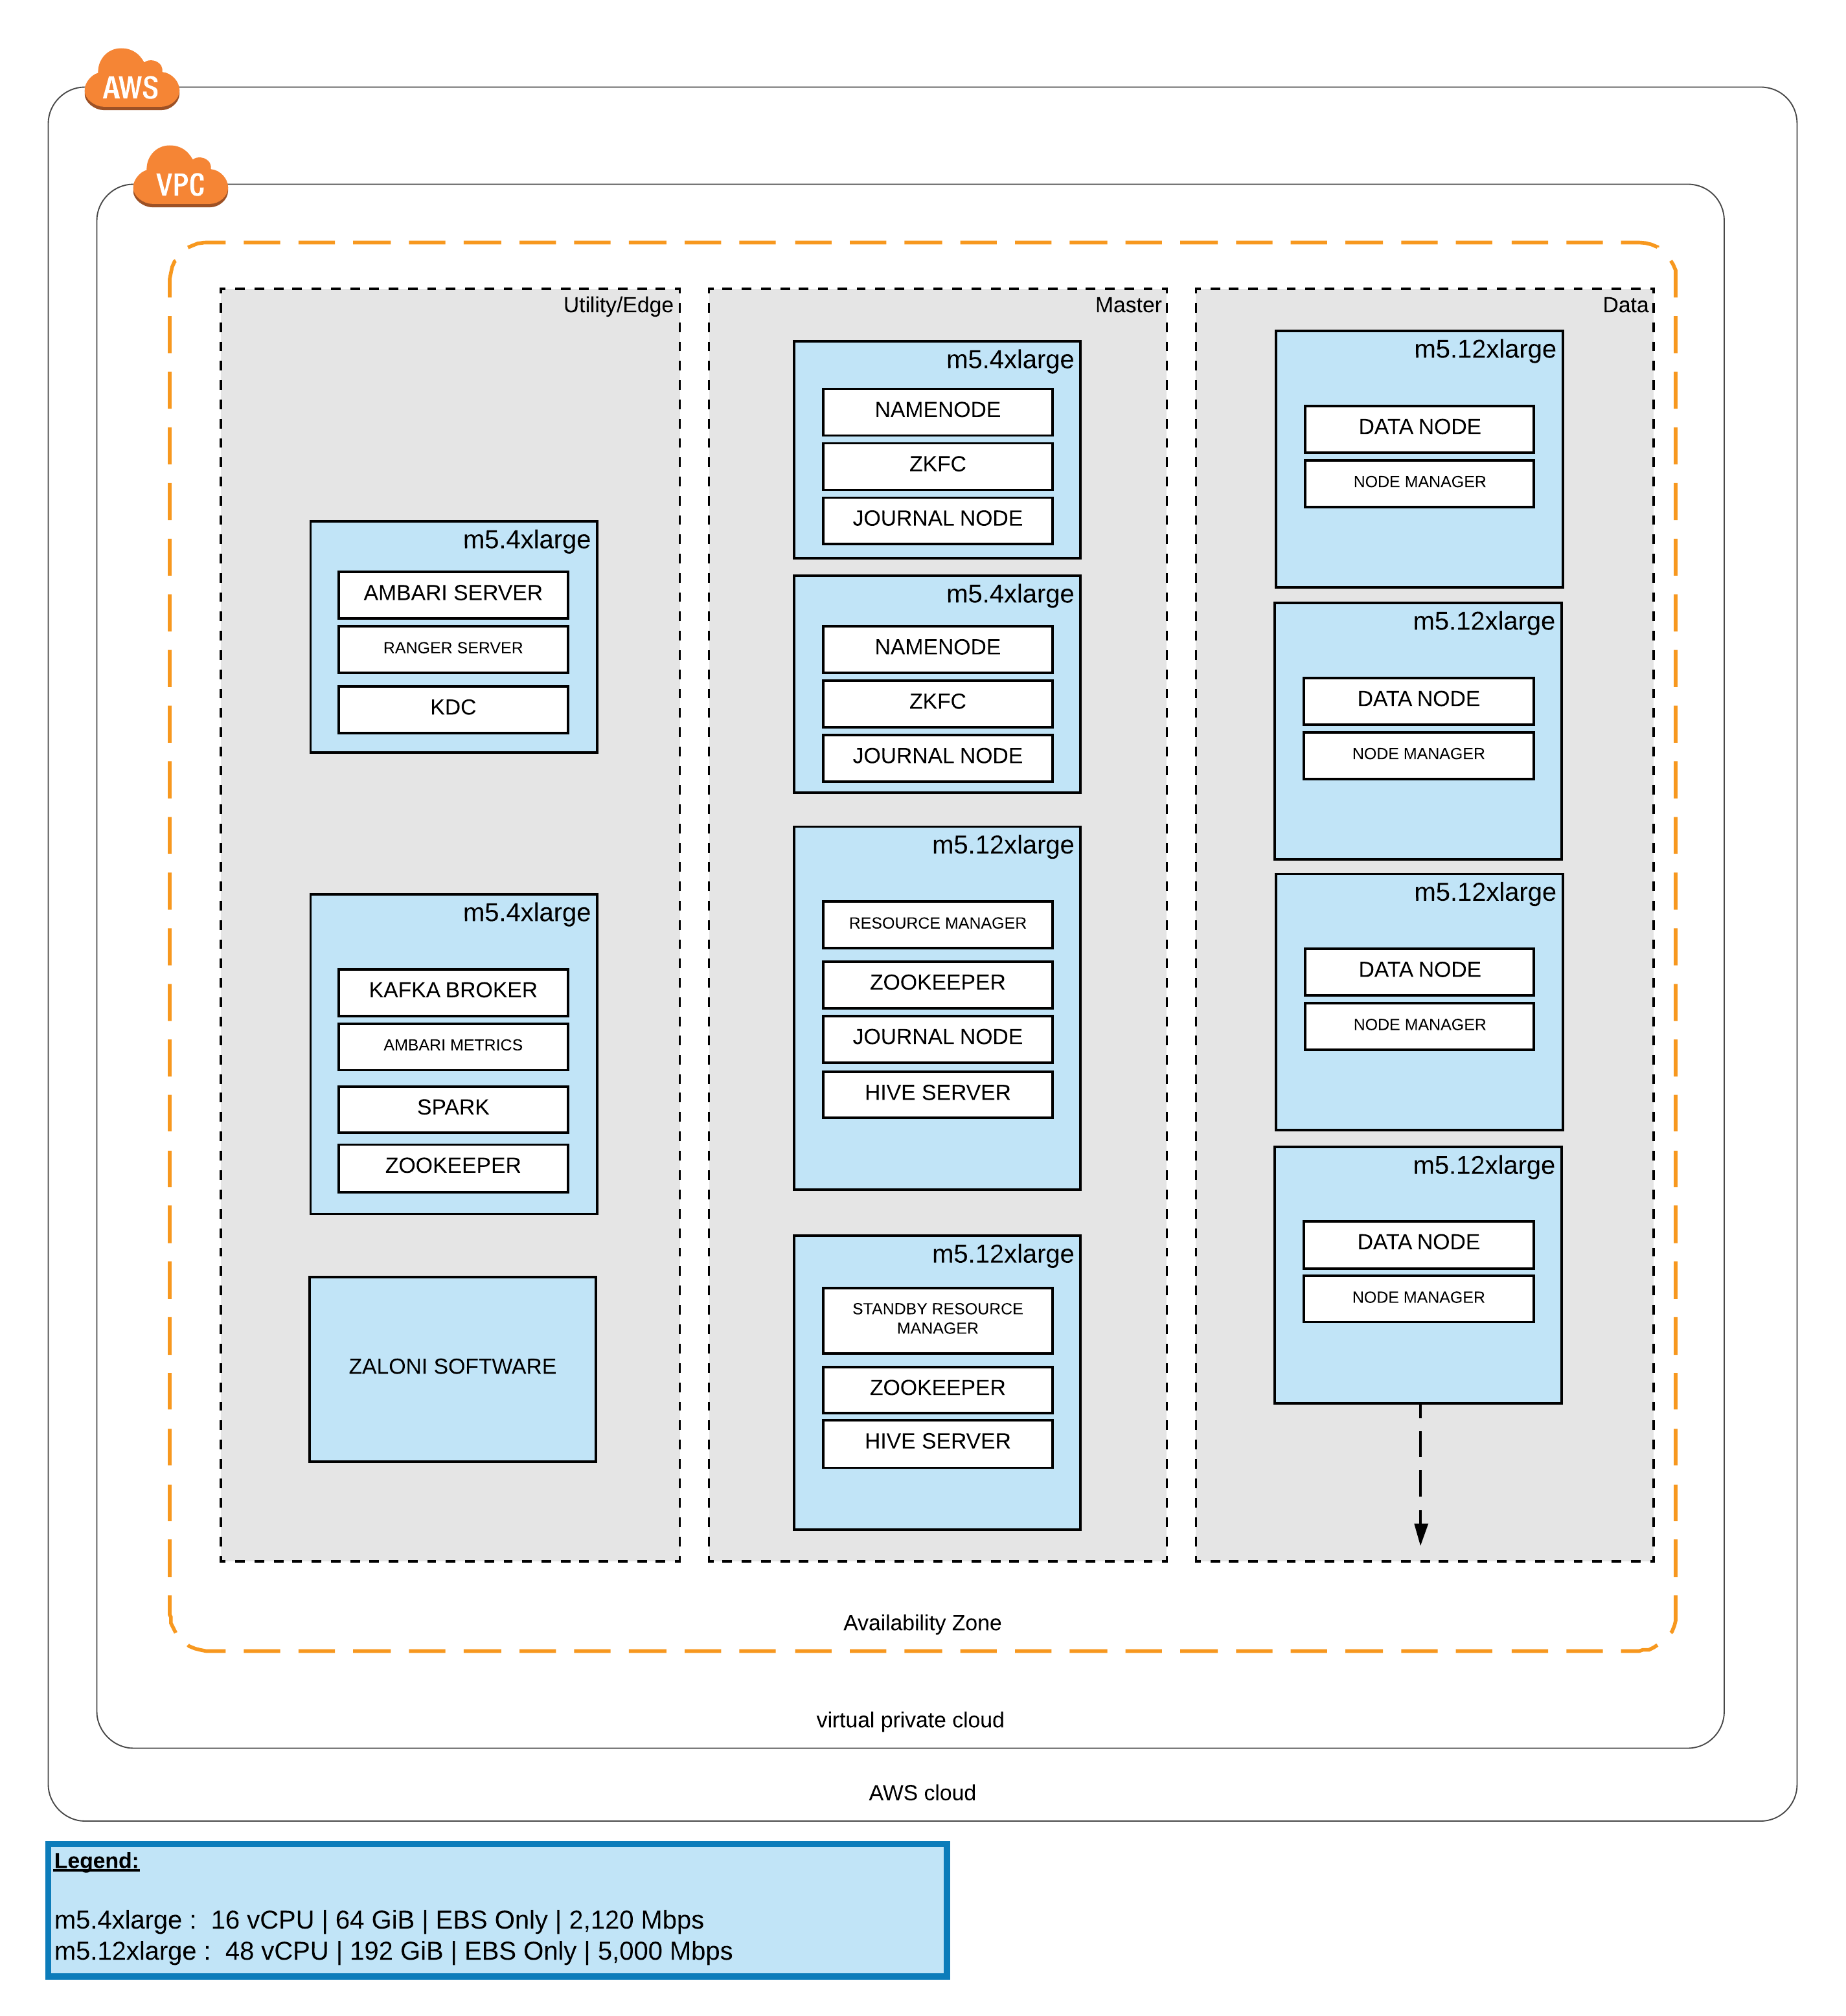 AWS
VPC
Utility/Edge
m5.4xlarge
AMBARI SERVER
RANGER SERVER
KDC
m5.4xlarge
KAFKA BROKER
AMBARI METRICS
SPARK
ZOOKEEPER
ZALONI SOFTWARE
Master
m5.4xlarge
NAMENODE
ZKFC
JOURNAL NODE
m5.4xlarge
NAMENODE
ZKFC
JOURNAL NODE
m5.12xlarge
RESOURCE MANAGER
ZOOKEEPER
JOURNAL NODE
HIVE SERVER
m5.12xlarge
STANDBY RESOURCE
MANAGER
ZOOKEEPER
HIVE SERVER
Data
m5.12xlarge
DATA NODE
NODE MANAGER
m5.12xlarge
DATA NODE
NODE MANAGER
m5.12xlarge
DATA NODE
NODE MANAGER
m5.12xlarge
DATA NODE
NODE MANAGER
Availability Zone
virtual private cloud
AWS cloud
Legend:
m5.4xlarge : 16 vCPU | 64 GiB | EBS Only | 2,120 Mbps
m5.12xlarge : 48 vCPU | 192 GiB | EBS Only | 5,000 Mbps